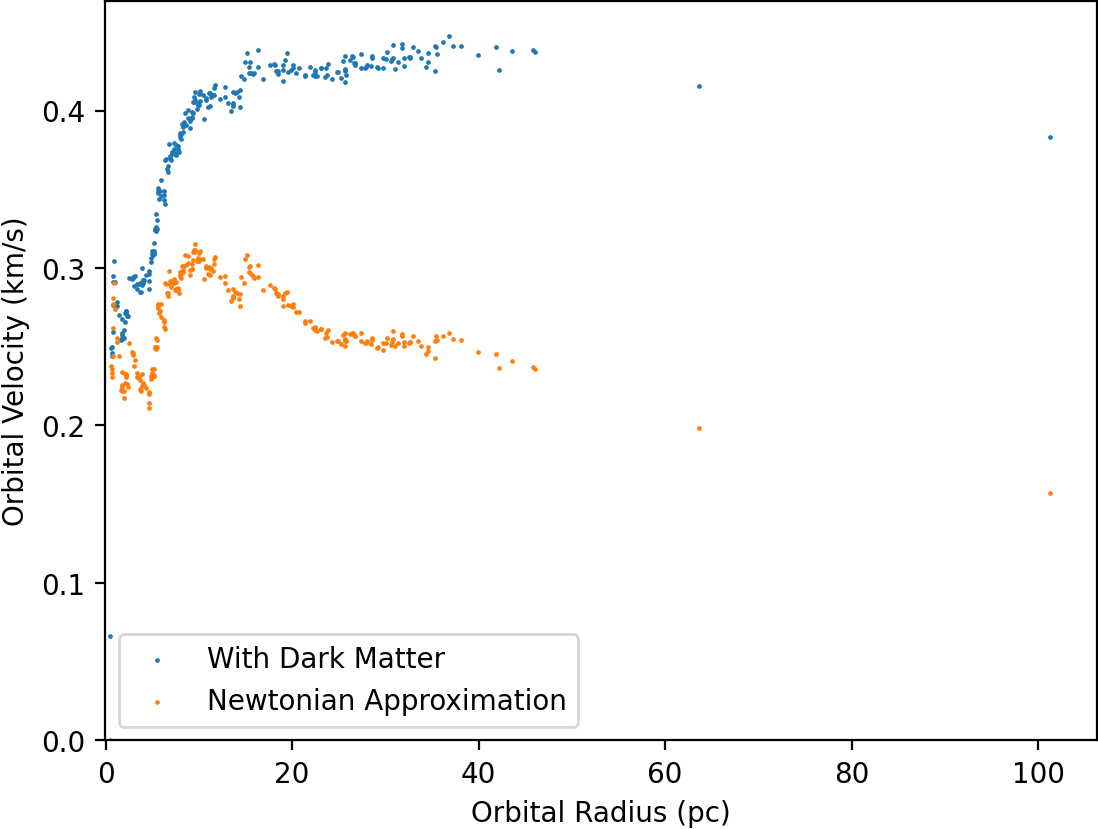 0.4
0.3
0.2
0.1
0.0
Orbital Velocity (km/s)
With Dark Matter
Newtonian Approximation
0 20 40 60 80 100
Orbital Radius (pc)